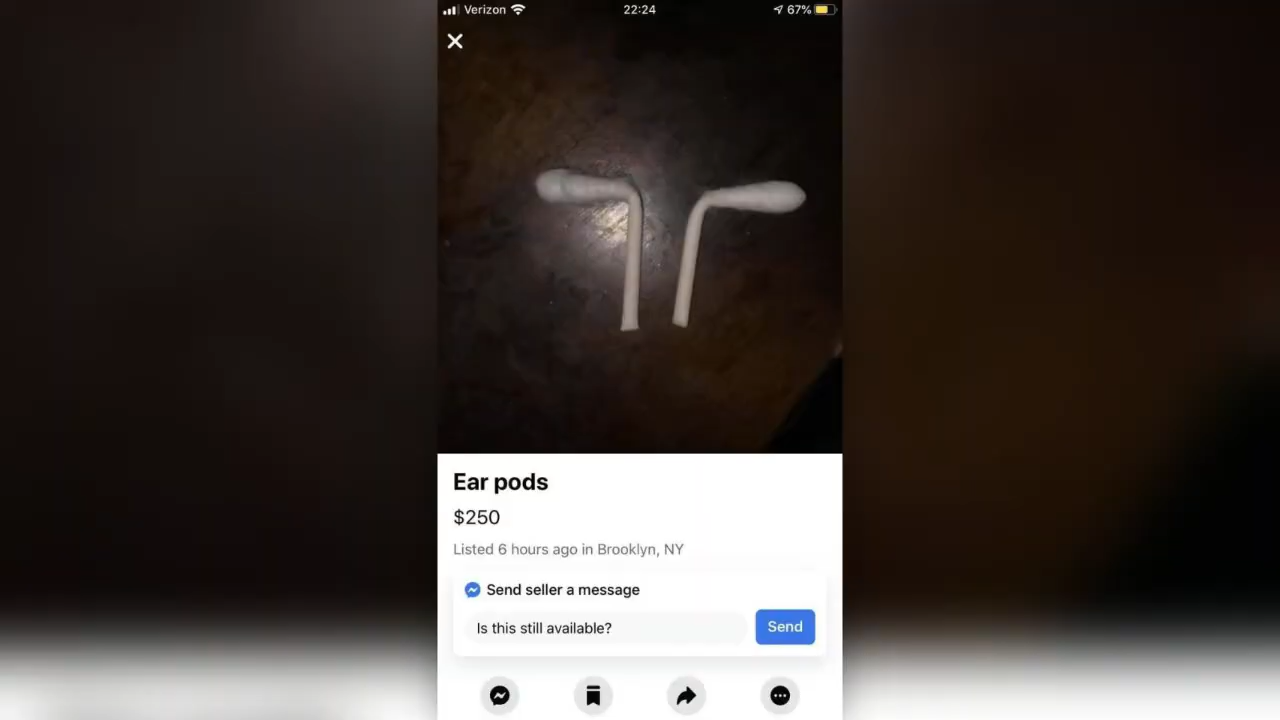 Verizon 22:24 67%
Ear pods
$250
Listed 6 hours ago in Brooklyn, NY
Send seller a message
Is this still available?
Send